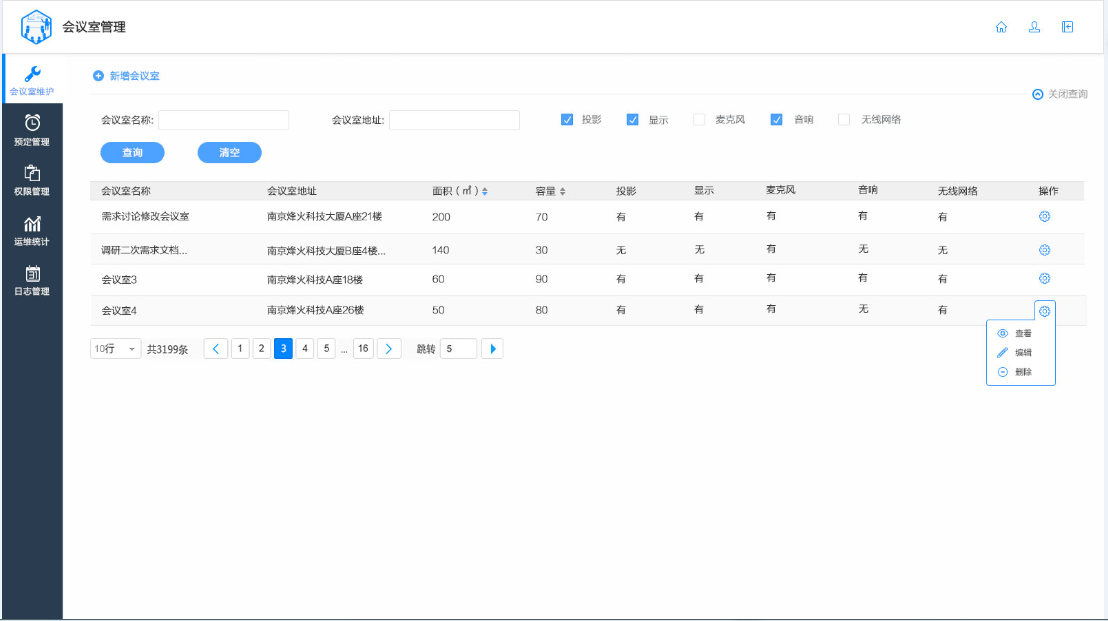 会议室管理
会议室维护
预定管理
权限管理
运维统计
31
日志管理
新增会议室
关闭查询
会议室名称: 会议室地址: 投影 显示 麦克风 音响 无线网络
查询 清空
会议室名称 会议室地址 面积（㎡） 容量 投影 显示 麦克风 音响 无线网络 操作
需求讨论修改会议室 南京烽火科技大厦A座21楼 200 70 有 有 有 有 有
调研二次需求文档... 南京烽火科技大厦B座4楼... 140 30 无 无 有 无 无
会议室3 南京烽火科技A座18楼 60 90 有 有 有 有 有
会议室4 南京烽火科技A座26楼 50 80 有 有 有 无 有
查看
编辑
删除
10行 共3199条 1 2 3 4 5 ... 16 跳转 5